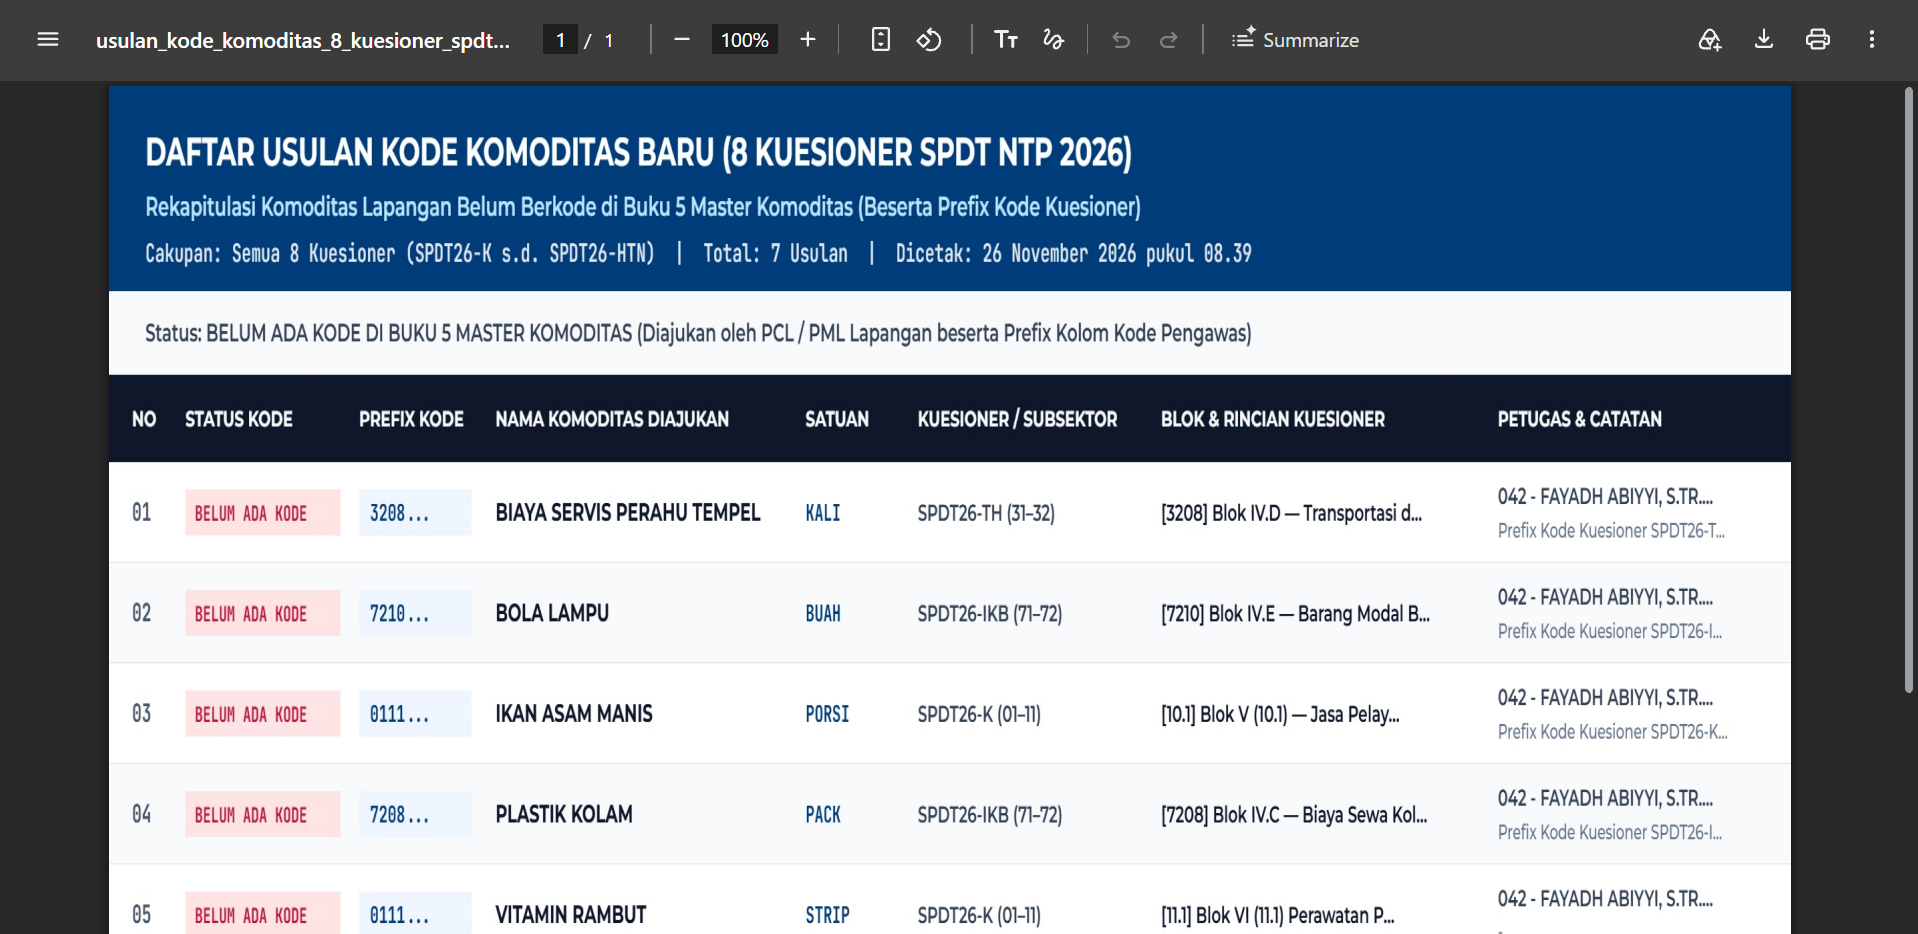 usulan_kode_komoditas_8_kuesioner_spdt... 1 / 1 100% Summarize
DAFTAR USULAN KODE KOMODITAS BARU (8 KUESIONER SPDT NTP 2026)
Rekapitulasi Komoditas Lapangan Belum Berkode di Buku 5 Master Komoditas (Beserta Prefix Kode Kuesioner)
Cakupan: Semua 8 Kuesioner (SPDT26-K s.d. SPDT26-HTN) | Total: 7 Usulan | Dicetak: 26 November 2026 pukul 08.39
Status: BELUM ADA KODE DI BUKU 5 MASTER KOMODITAS (Diajukan oleh PCL / PML Lapangan beserta Prefix Kolom Kode Pengawas)
NO STATUS KODE PREFIX KODE NAMA KOMODITAS DIAJUKAN SATUAN KUESIONER / SUBSEKTOR BLOK & RINCIAN KUESIONER PETUGAS & CATATAN
01 BELUM ADA KODE 3208... BIAYA SERVIS PERAHU TEMPEL KALI SPDT26-TH (31–32) [3208] Blok IV.D — Transportasi d... 042 - FAYADH ABIYYI, S.TR....
Prefix Kode Kuesioner SPDT26-T...
02 BELUM ADA KODE 7210... BOLA LAMPU BUAH SPDT26-IKB (71–72) [7210] Blok IV.E — Barang Modal B... 042 - FAYADH ABIYYI, S.TR....
Prefix Kode Kuesioner SPDT26-I...
03 BELUM ADA KODE 0111... IKAN ASAM MANIS PORSI SPDT26-K (01–11) [10.1] Blok V (10.1) — Jasa Pelay... 042 - FAYADH ABIYYI, S.TR....
Prefix Kode Kuesioner SPDT26-K...
04 BELUM ADA KODE 7208... PLASTIK KOLAM PACK SPDT26-IKB (71–72) [7208] Blok IV.C — Biaya Sewa Kol... 042 - FAYADH ABIYYI, S.TR....
Prefix Kode Kuesioner SPDT26-I...
05 BELUM ADA KODE 0111... VITAMIN RAMBUT STRIP SPDT26-K (01–11) [11.1] Blok VI (11.1) Perawatan P... 042 - FAYADH ABIYYI, S.TR....